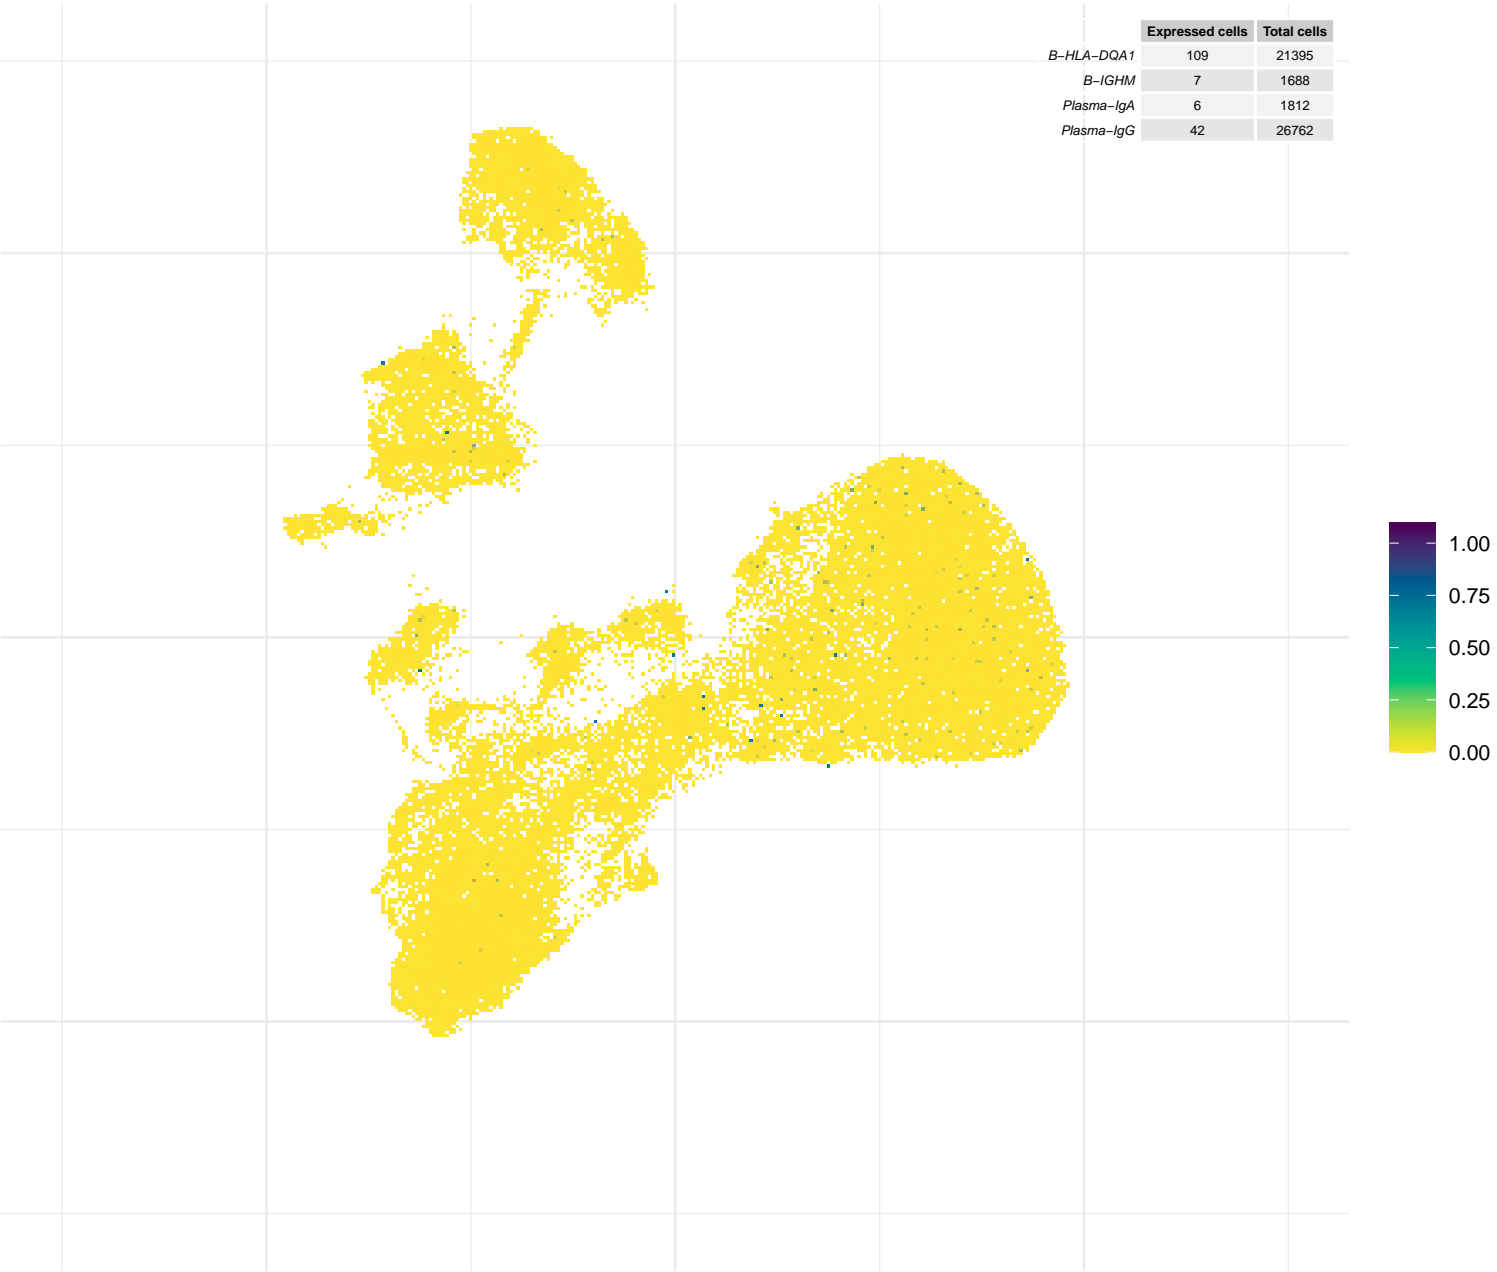 Expressed cells Total cells
B−HLA−DQA1 109 21395
B−IGHM 7 1688
Plasma−IgA 6 1812
Plasma−IgG 42 26762
1.00
0.75
0.50
0.25
0.00